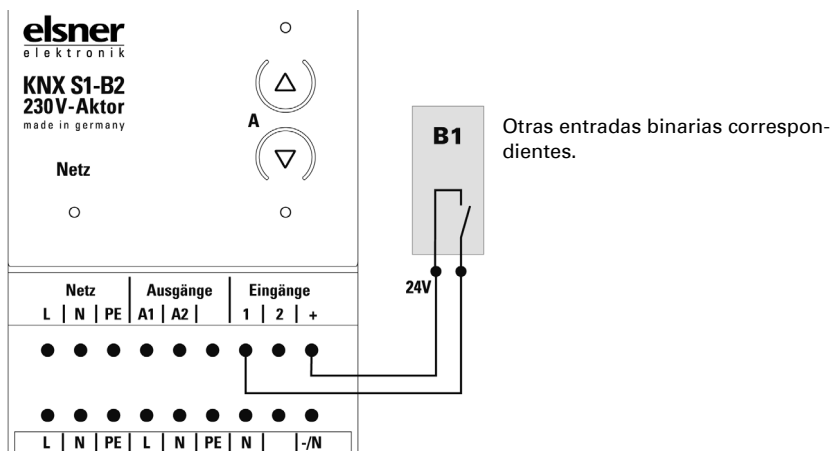 elsner
elektronik
KNX S1-B2
230V-Aktor
made in germany
A
Netz
B1
Otras entradas binarias correspon-
dientes.
24V
Netz Ausgänge Eingänge
L N PE A1 A2 1 2 +
L N PE L N PE N -/N